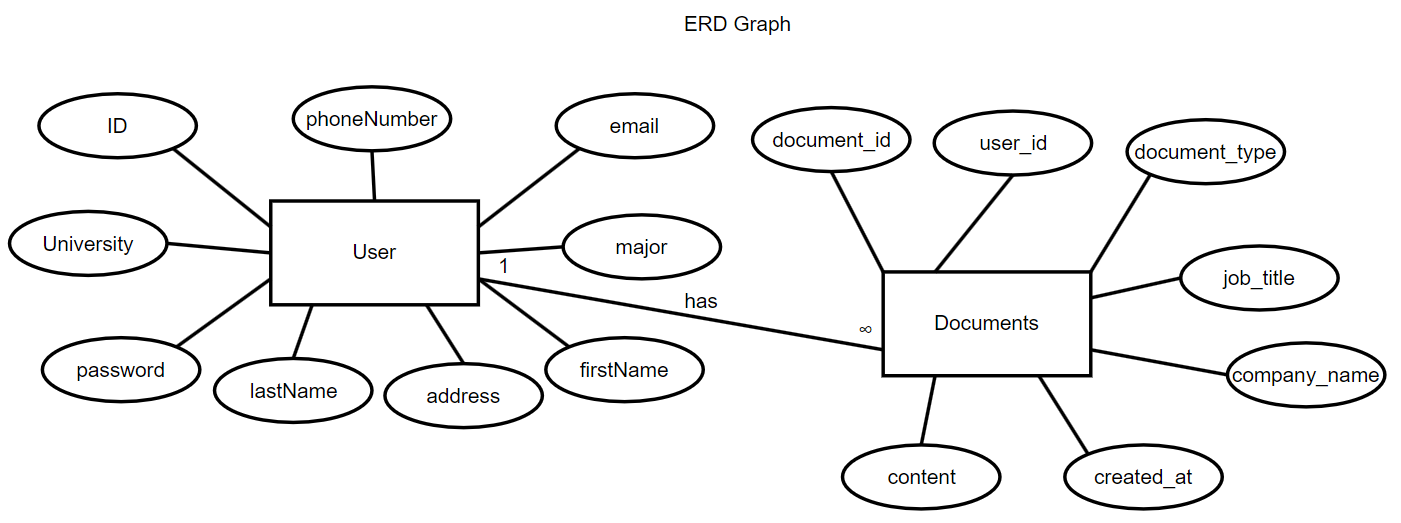 ERD Graph
ID
phoneNumber
email
document_id
user_id
document_type
University
User
major
1
has
∞
job_title
Documents
password
lastName
address
firstName
company_name
content
created_at